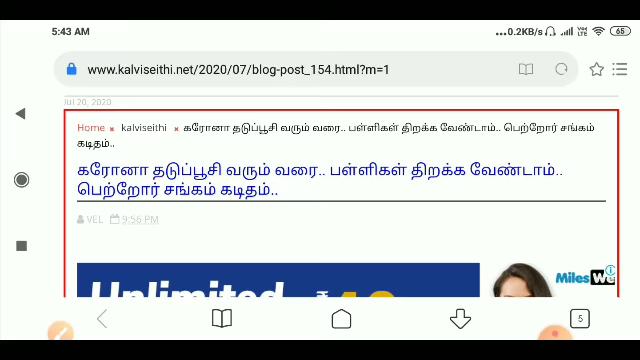 5:43 AM ...0.2KB/s VoLTE 65
www.kalviseithi.net/2020/07/blog-post_154.html?m=1
Jul 20, 2020
Home × kalviseithi × கரோனா தடுப்பூசி வரும் வரை.. பள்ளிகள் திறக்க வேண்டாம்.. பெற்றோர் சங்கம்
கடிதம்..
கரோனா தடுப்பூசி வரும் வரை.. பள்ளிகள் திறக்க வேண்டாம்..
பெற்றோர் சங்கம் கடிதம்..
VEL 9:56 PM
Unlimited
Miles
5